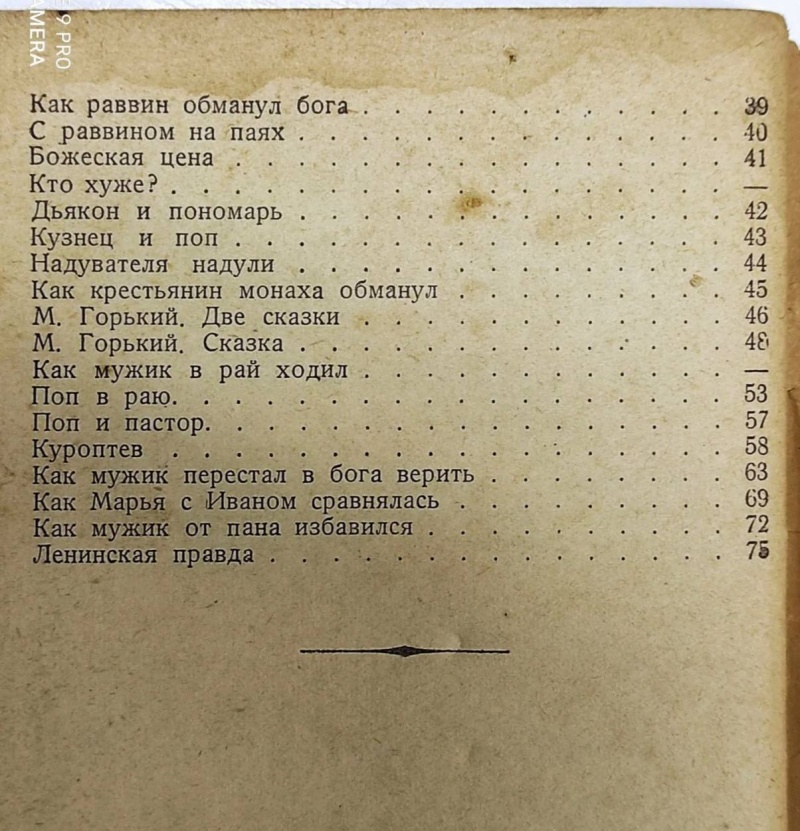 9 PRO
AMERA
Как раввин обманул бога . . . . . . . . . . . . 39
С раввином на паях . . . . . . . . . . . . . . 40
Божеская цена . . . . . . . . . . . . . . . . 41
Кто хуже? . . . . . . . . . . . . . . . . . . —
Дьякон и пономарь . . . . . . . . . . . . . . 42
Кузнец и поп . . . . . . . . . . . . . . . . 43
Надувателя надули . . . . . . . . . . . . . . 44
Как крестьянин монаха обманул . . . . . . . . . 45
М. Горький. Две сказки . . . . . . . . . . . . 46
М. Горький. Сказка . . . . . . . . . . . . . . 48
Как мужик в рай ходил . . . . . . . . . . . . —
Поп в раю. . . . . . . . . . . . . . . . . . 53
Поп и пастор. . . . . . . . . . . . . . . . . 57
Куроптев . . . . . . . . . . . . . . . . . . 58
Как мужик перестал в бога верить . . . . . . . . 63
Как Марья с Иваном сравнялась . . . . . . . . . 69
Как мужик от пана избавился . . . . . . . . . . 72
Ленинская правда . . . . . . . . . . . . . . . 75